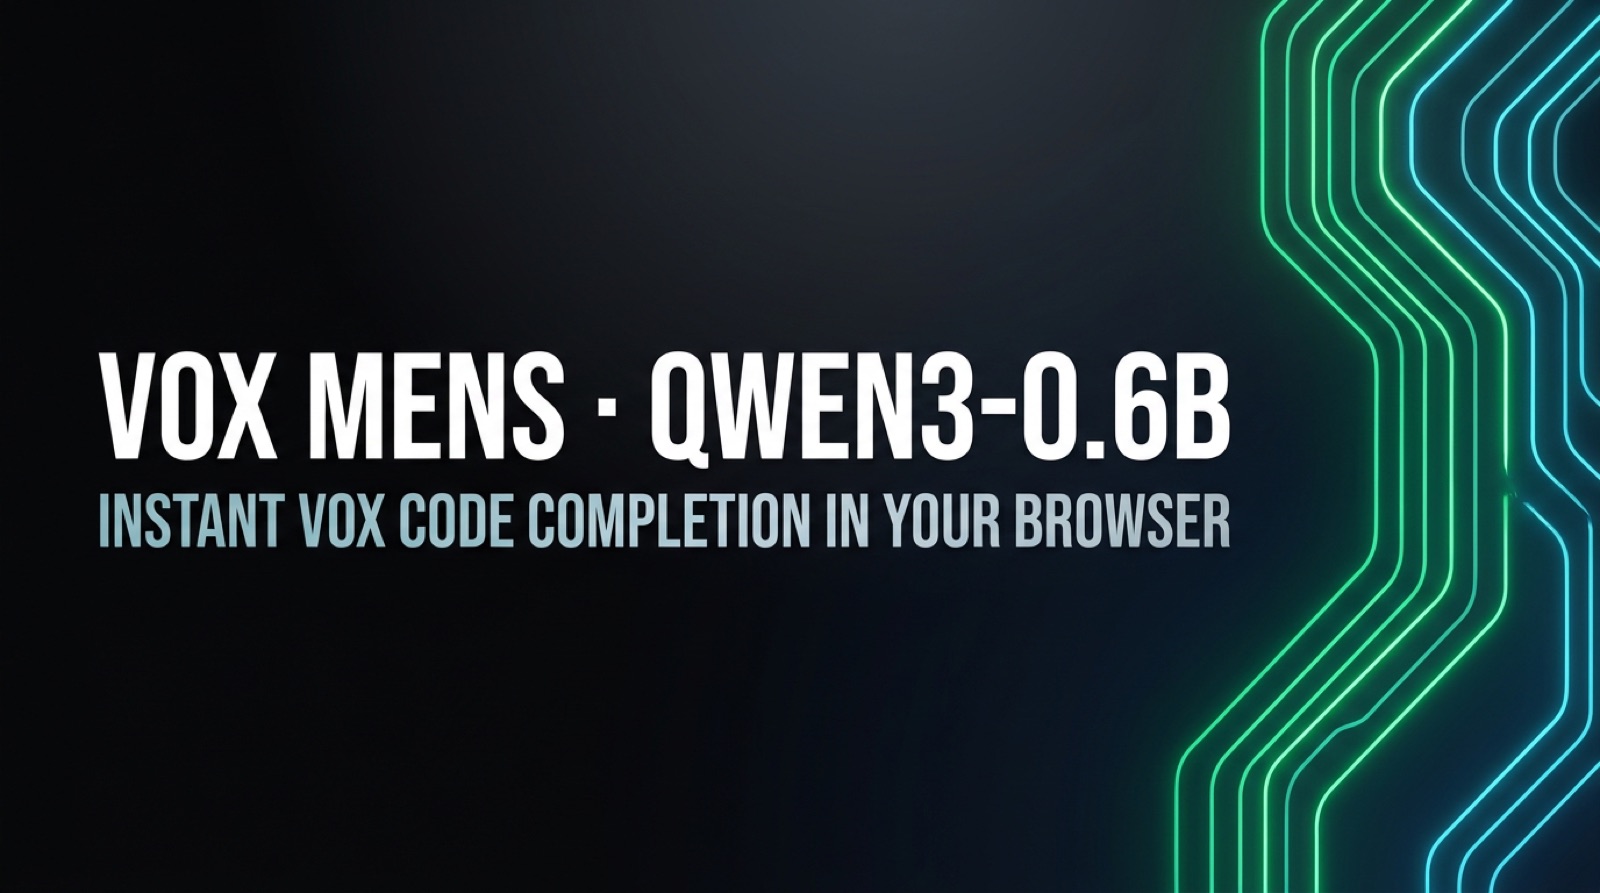 VOX MENS · QWEN3-0.6B
INSTANT VOX CODE COMPLETION IN YOUR BROWSER